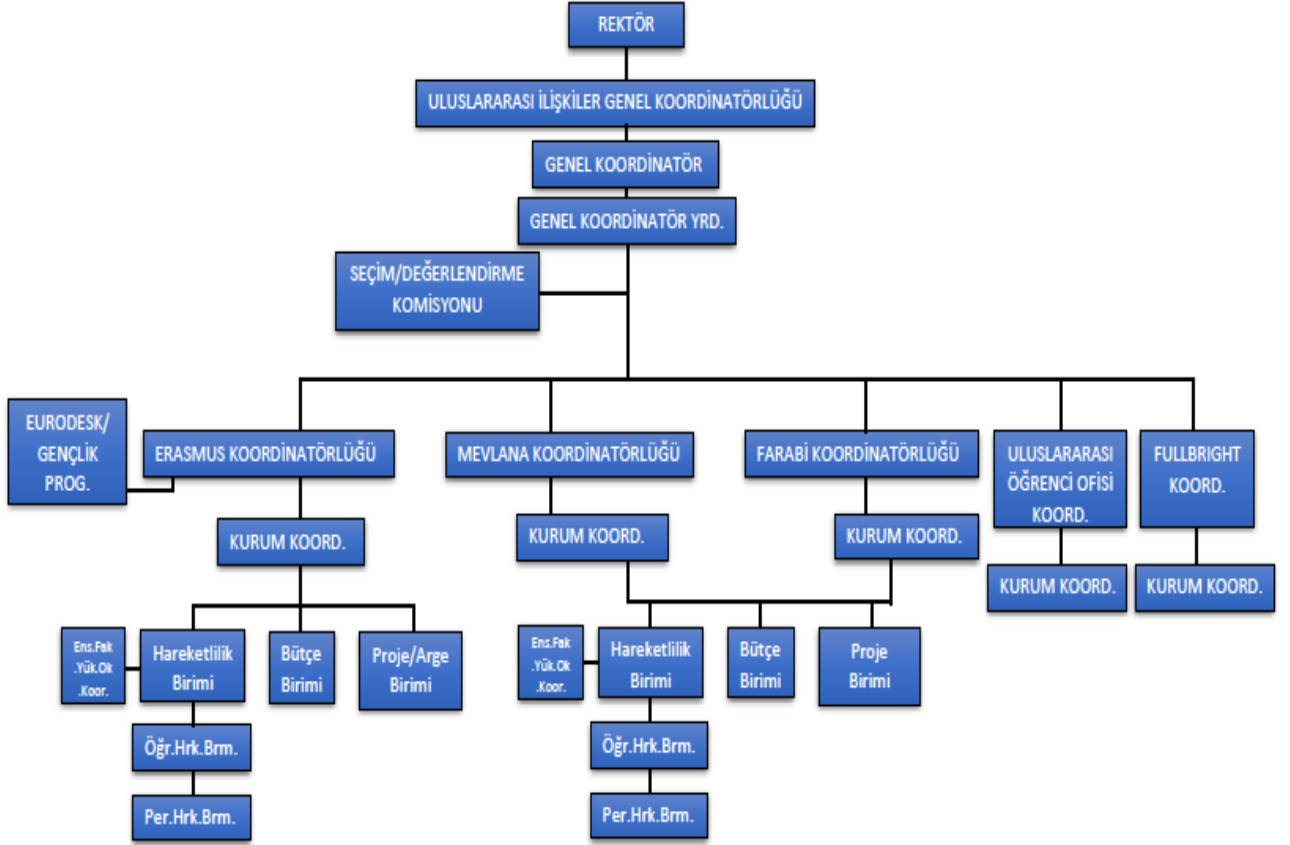 REKTÖR
ULUSLARARASI İLİŞKİLER GENEL KOORDİNATÖRLÜĞÜ
GENEL KOORDİNATÖR
GENEL KOORDİNATÖR YRD.
SEÇİM/DEĞERLENDİRME
KOMİSYONU
EURODESK/
GENÇLİK
PROG.
ERASMUS KOORDİNATÖRLÜĞÜ
MEVLANA KOORDİNATÖRLÜĞÜ
FARABİ KOORDİNATÖRLÜĞÜ
ULUSLARARASI
ÖĞRENCİ OFİSİ
KOORD.
FULLBRIGHT
KOORD.
KURUM KOORD.
KURUM KOORD.
KURUM KOORD.
KURUM KOORD.
KURUM KOORD.
Ens.Fak
.Yük.Ok
.Koor.
Hareketlilik
Birimi
Bütçe
Birimi
Proje/Arge
Birimi
Ens.Fak
.Yük.Ok
.Koor.
Hareketlilik
Birimi
Bütçe
Birimi
Proje
Birimi
Öğr.Hrk.Brm.
Öğr.Hrk.Brm.
Per.Hrk.Brm.
Per.Hrk.Brm.